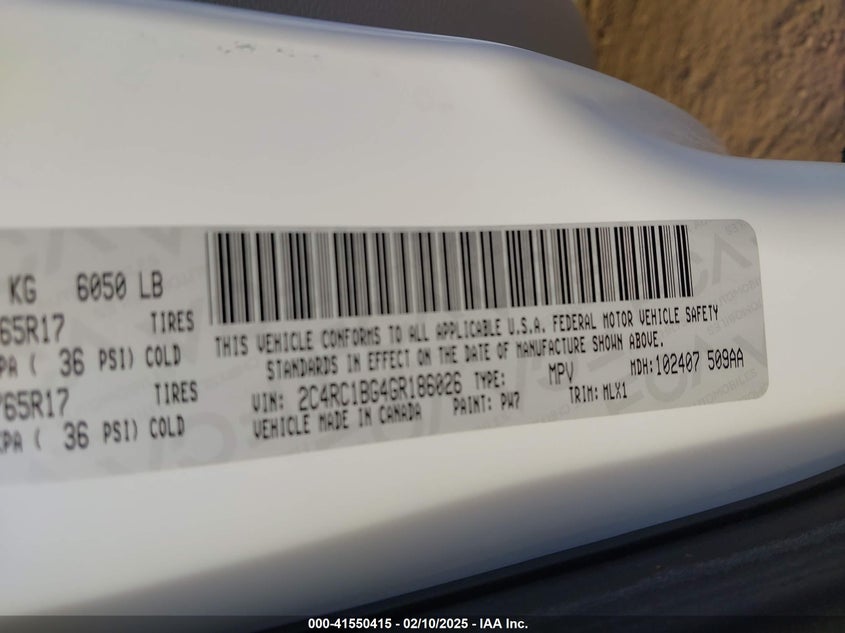 KG 6050 LB
65R17 TIRES
PA ( 36 PSI) COLD
65R17 TIRES
KPA ( 36 PSI) COLD
THIS VEHICLE CONFORMS TO ALL APPLICABLE U.S.A. FEDERAL MOTOR VEHICLE SAFETY
STANDARDS IN EFFECT ON THE DATE OF MANUFACTURE SHOWN ABOVE.
MDH: 102407 509AA
VIN: 2C4RC1BG4GR186026 TYPE: MPV
VEHICLE MADE IN CANADA PAINT: PW7 TRIM: MLX1
000-41550415 - 02/10/2025 - IAA Inc.